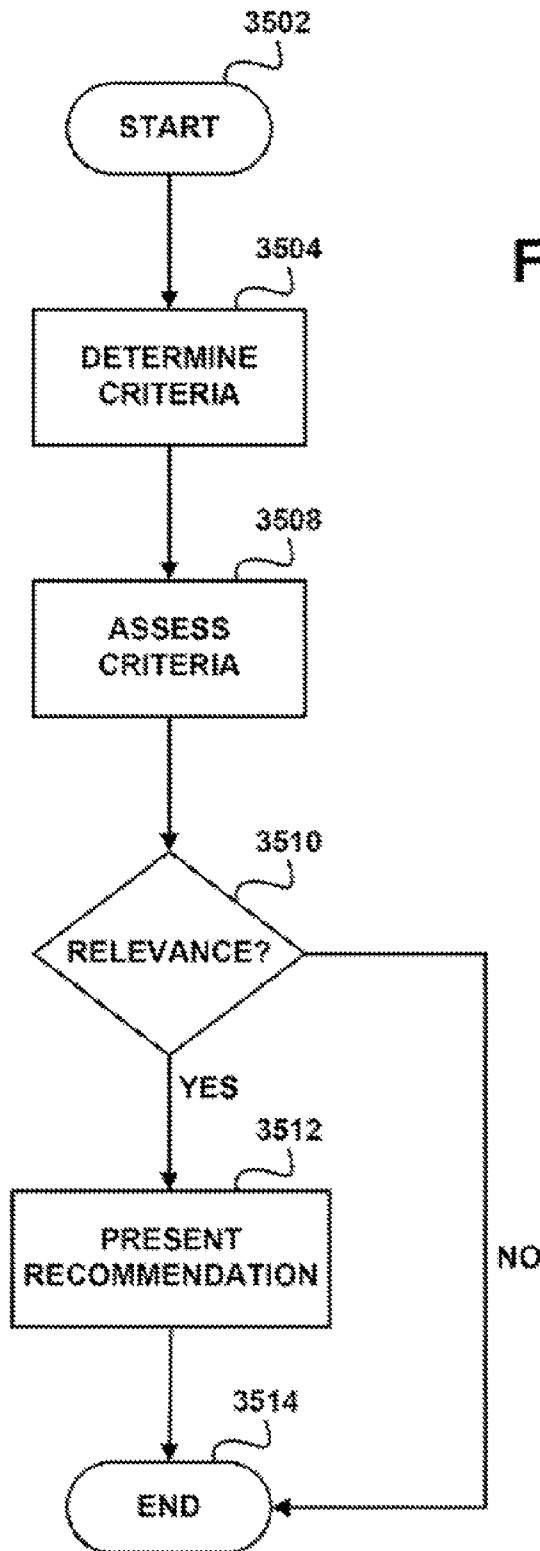 3502
START
3504
F
DETERMINE
CRITERIA
3508
ASSESS
CRITERIA
3510
RELEVANCE?
YES
3512
PRESENT
RECOMMENDATION
NO
3514
END